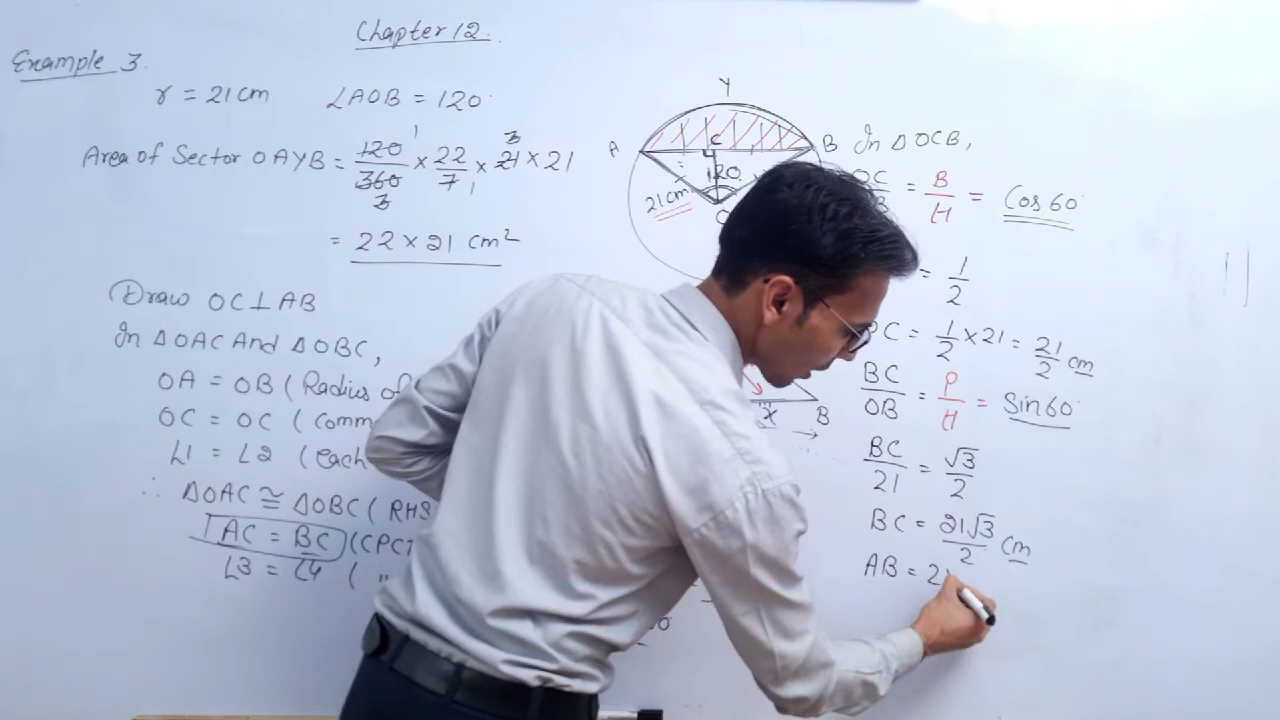 Chapter 12.
Example 3.
r = 21 cm ∠AOB = 120°
Area of Sector OAYB = 120/360 × 22/7 × 21 × 21
1 3
3 1
= 22 × 21 cm²
Draw OC⊥AB
In ΔOAC And ΔOBC,
OA = OB (Radius of
OC = OC (Comm
∠1 = ∠2 (each
∴ ΔOAC ≅ ΔOBC (RHS
AC = BC (CPCT
∠3 = ∠4 ( "
Y
A
B
C
120°
21cm
O
x
B
In ΔOCB,
OC = B/H = Cos 60°
= 1/2
C = 1/2 × 21 = 21/2 cm
BC/OB = P/H = Sin 60°
BC/21 = √3/2
BC = 21√3/2 cm
AB = 2